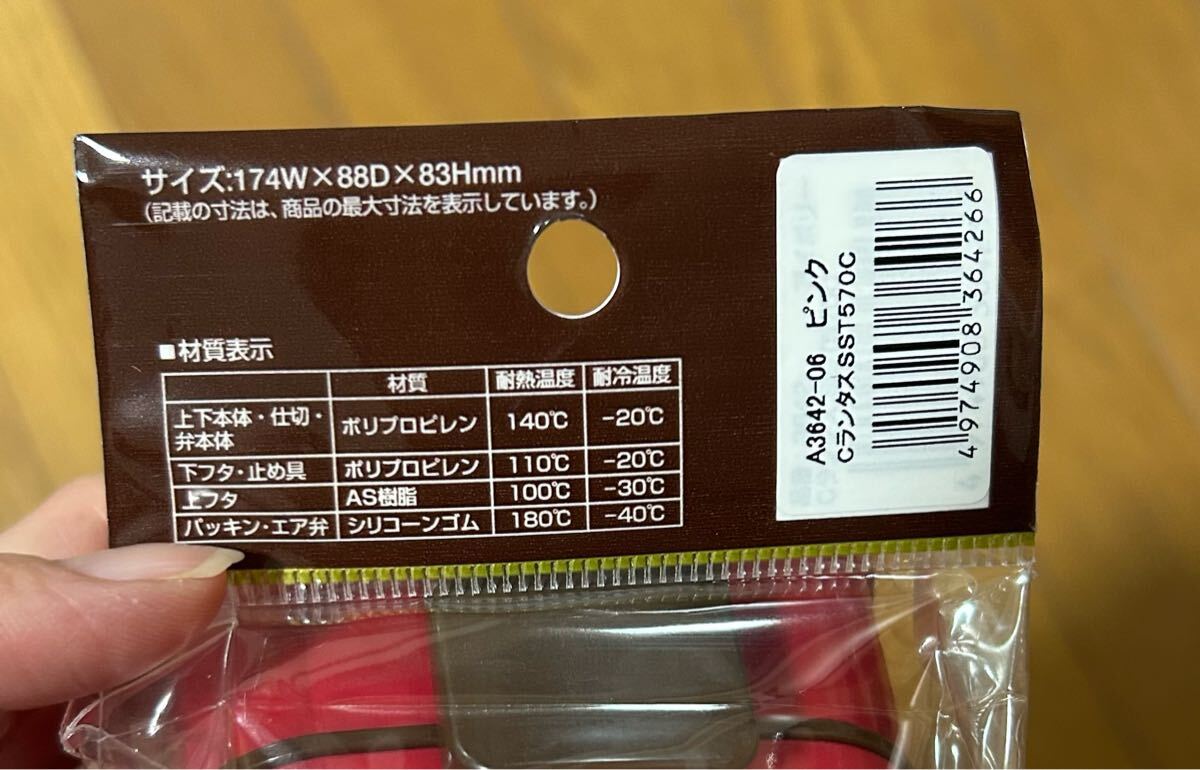 サイズ:174W×88D×83Hmm
（記載の寸法は、商品の最大寸法を表示しています。）
■材質表示
材質 耐熱温度 耐冷温度
上下本体・仕切・弁本体 ポリプロピレン 140℃ -20℃
下フタ・止め具 ポリプロピレン 110℃ -20℃
上フタ AS樹脂 100℃ -30℃
パッキン・エア弁 シリコーンゴム 180℃ -40℃
A3642-06 ピンク
CランタスSST570C
4974908364266